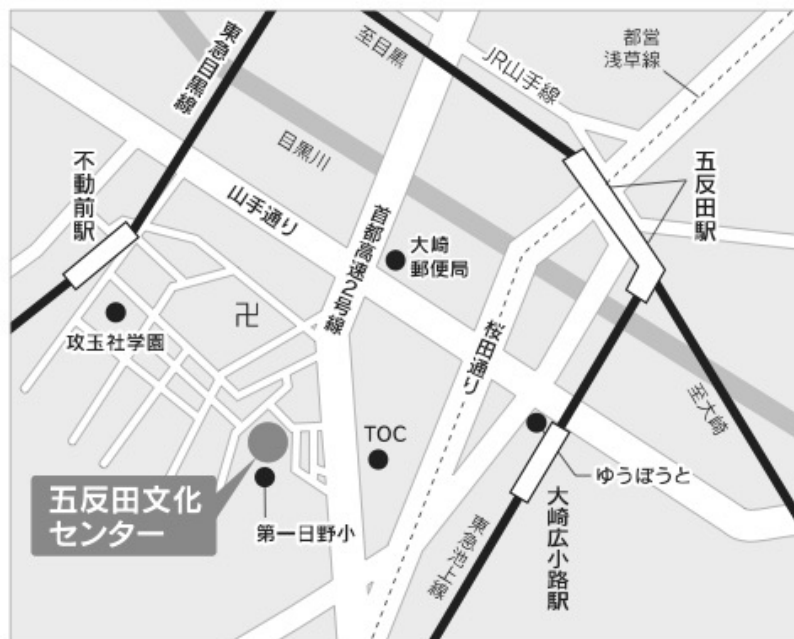 東急目黒線
至目黒
JR山手線
都営
浅草線
不動前駅
目黒川
五反田駅
山手通り
首都高速2号線
大崎
郵便局
卍
攻玉社学園
桜田通り
至大崎
TOC
ゆうぽうと
五反田文化
センター
第一日野小
東急池上線
大崎広小路駅